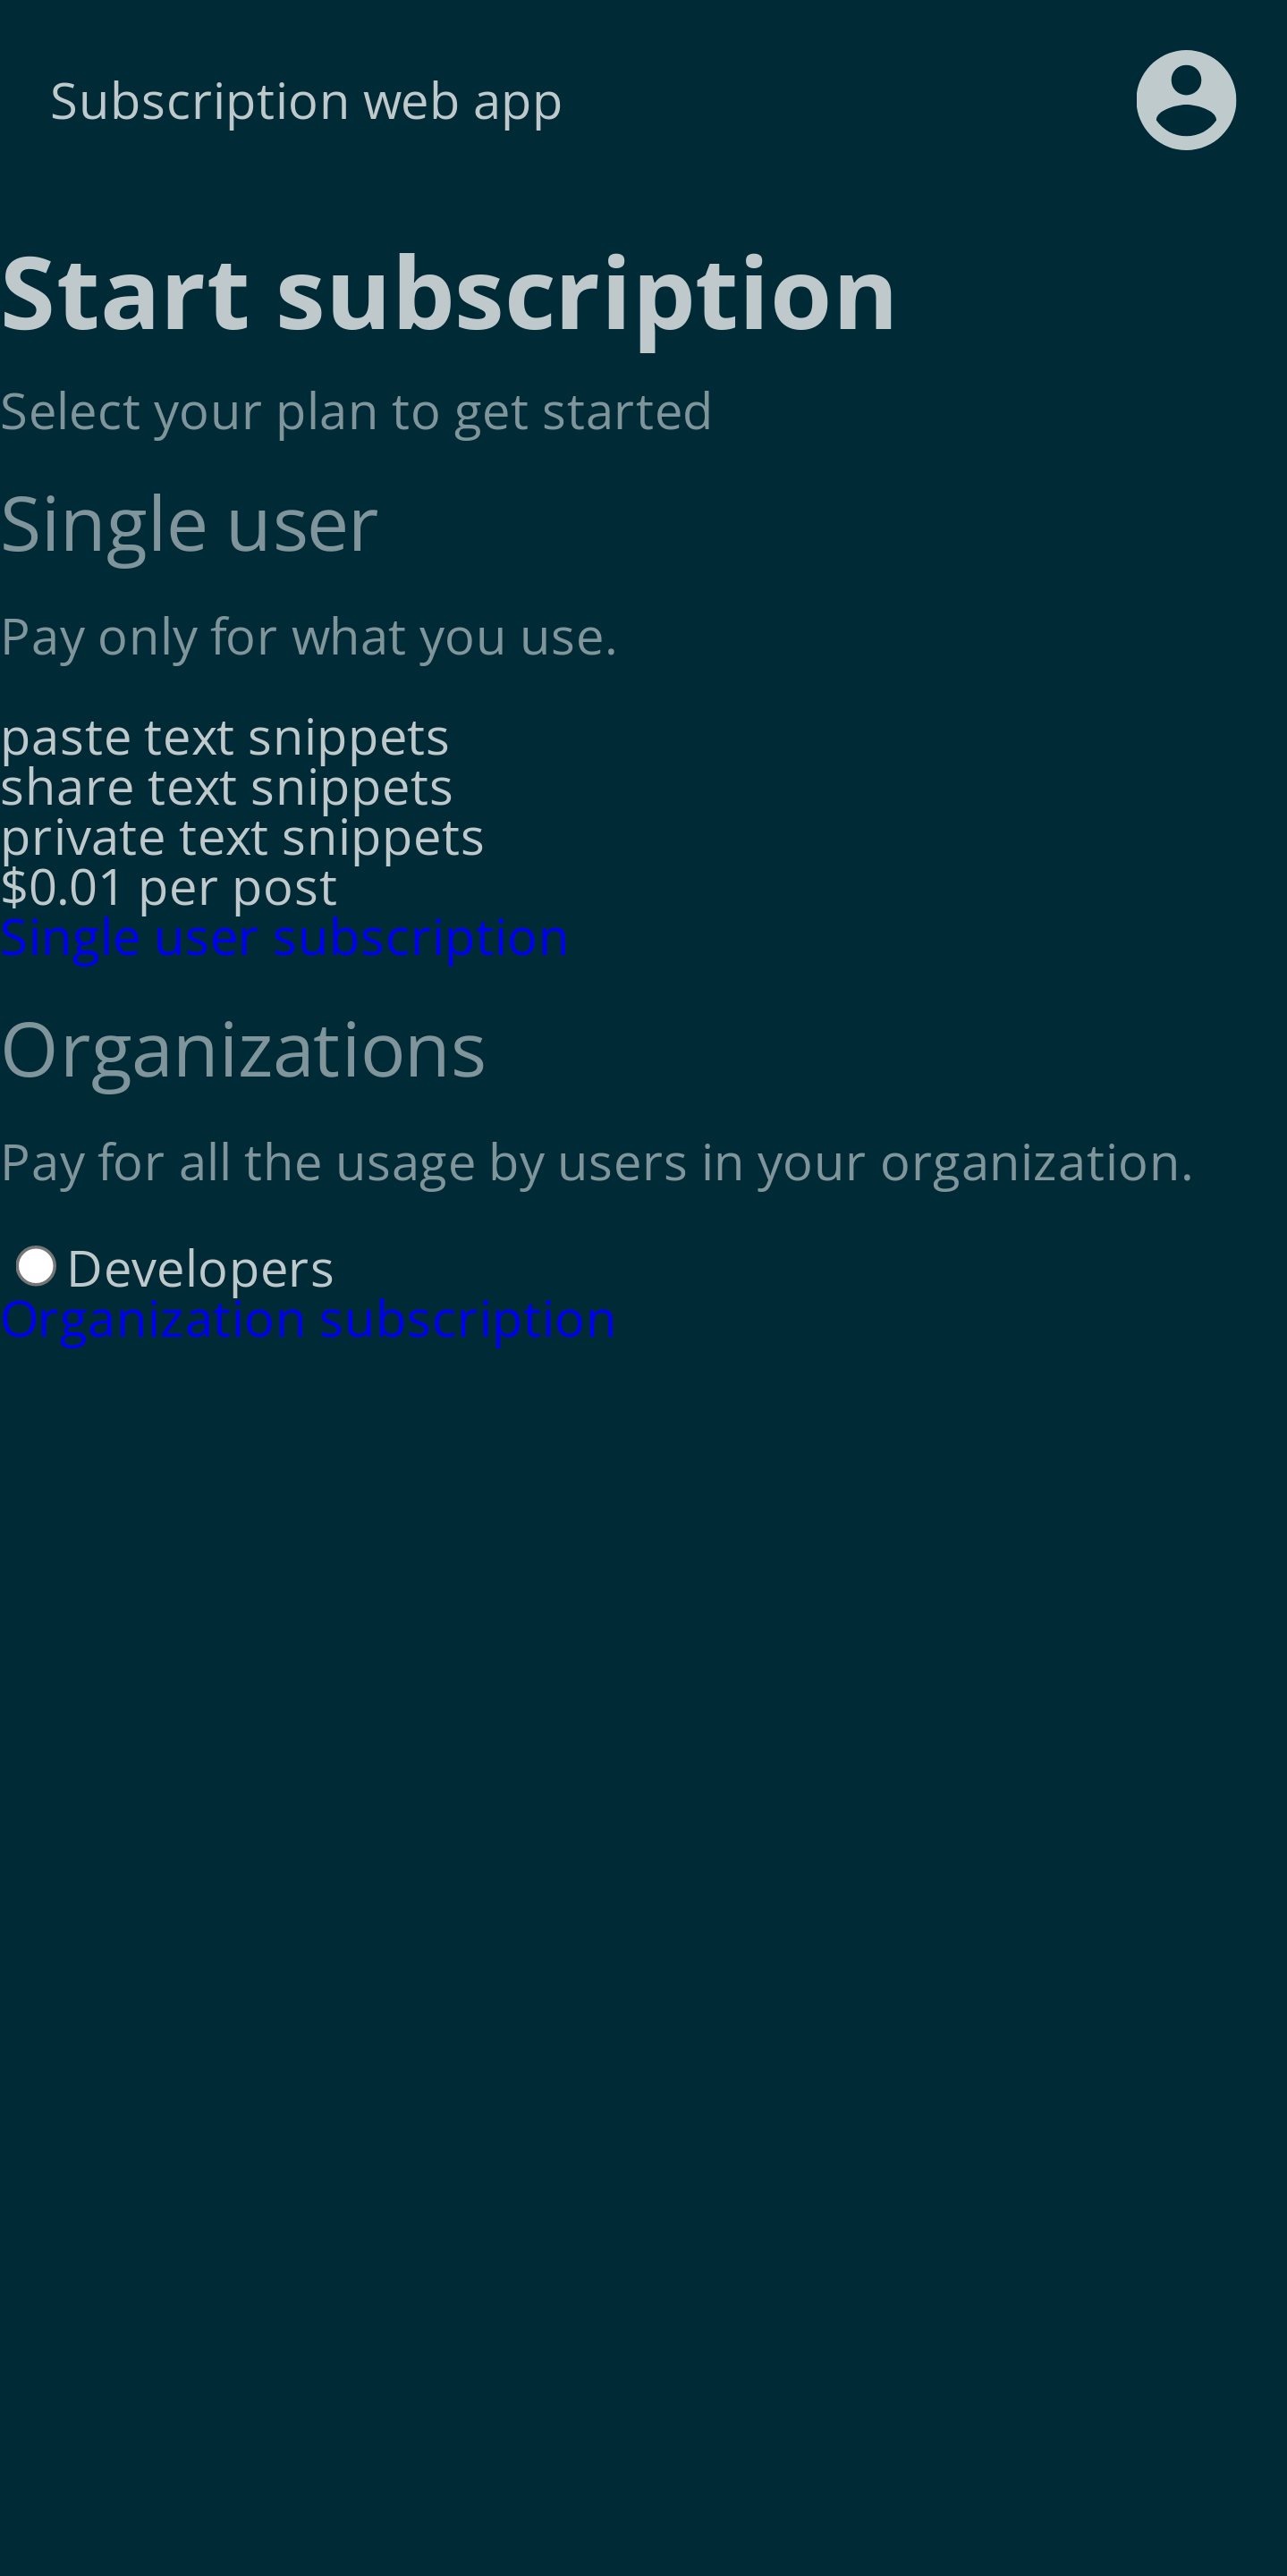 Subscription web app
Start subscription
Select your plan to get started
Single user
Pay only for what you use.
paste text snippets
share text snippets
private text snippets
$0.01 per post
Single user subscription
Organizations
Pay for all the usage by users in your organization.
Developers
Organization subscription